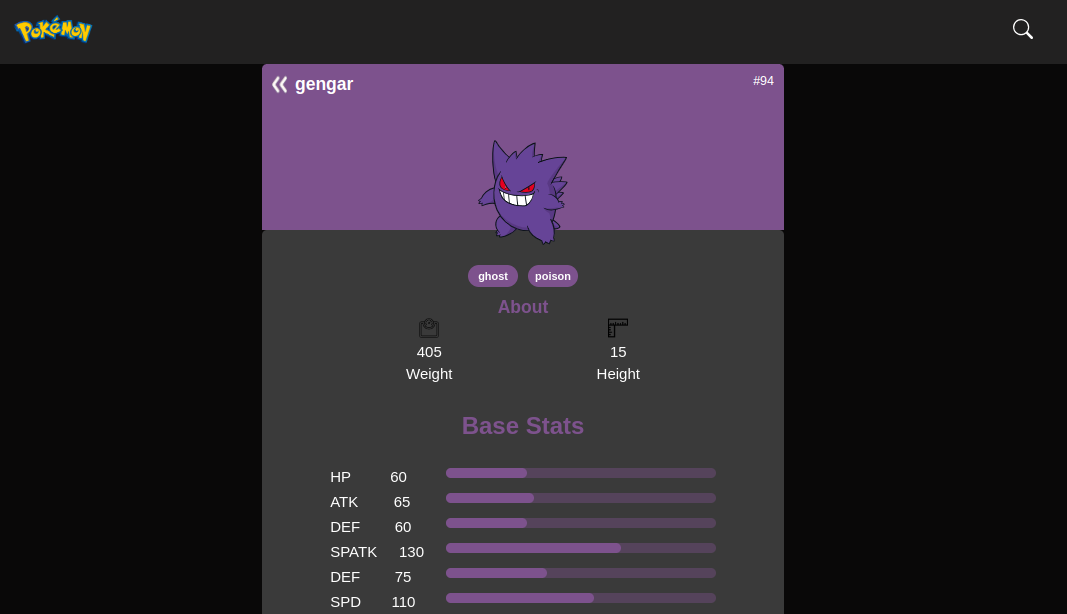 POKéMON
gengar #94
ghost poison
About
405 15
Weight Height
Base Stats
HP 60
ATK 65
DEF 60
SPATK 130
DEF 75
SPD 110